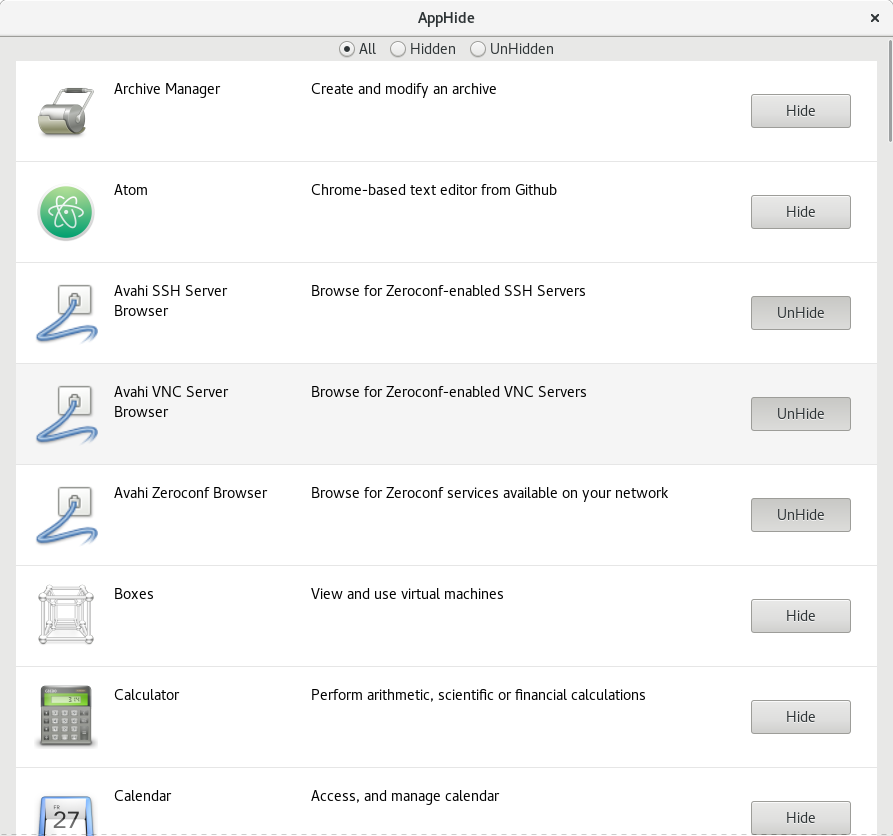 AppHide
All Hidden UnHidden
Archive Manager Create and modify an archive
Hide
Atom Chrome-based text editor from Github
Hide
Avahi SSH Server Browse for Zeroconf-enabled SSH Servers
Browser
UnHide
Avahi VNC Server Browse for Zeroconf-enabled VNC Servers
Browser
UnHide
Avahi Zeroconf Browser Browse for Zeroconf services available on your network
UnHide
Boxes View and use virtual machines
Hide
Calculator Perform arithmetic, scientific or financial calculations
Hide
Calendar Access, and manage calendar
FR
27
Hide